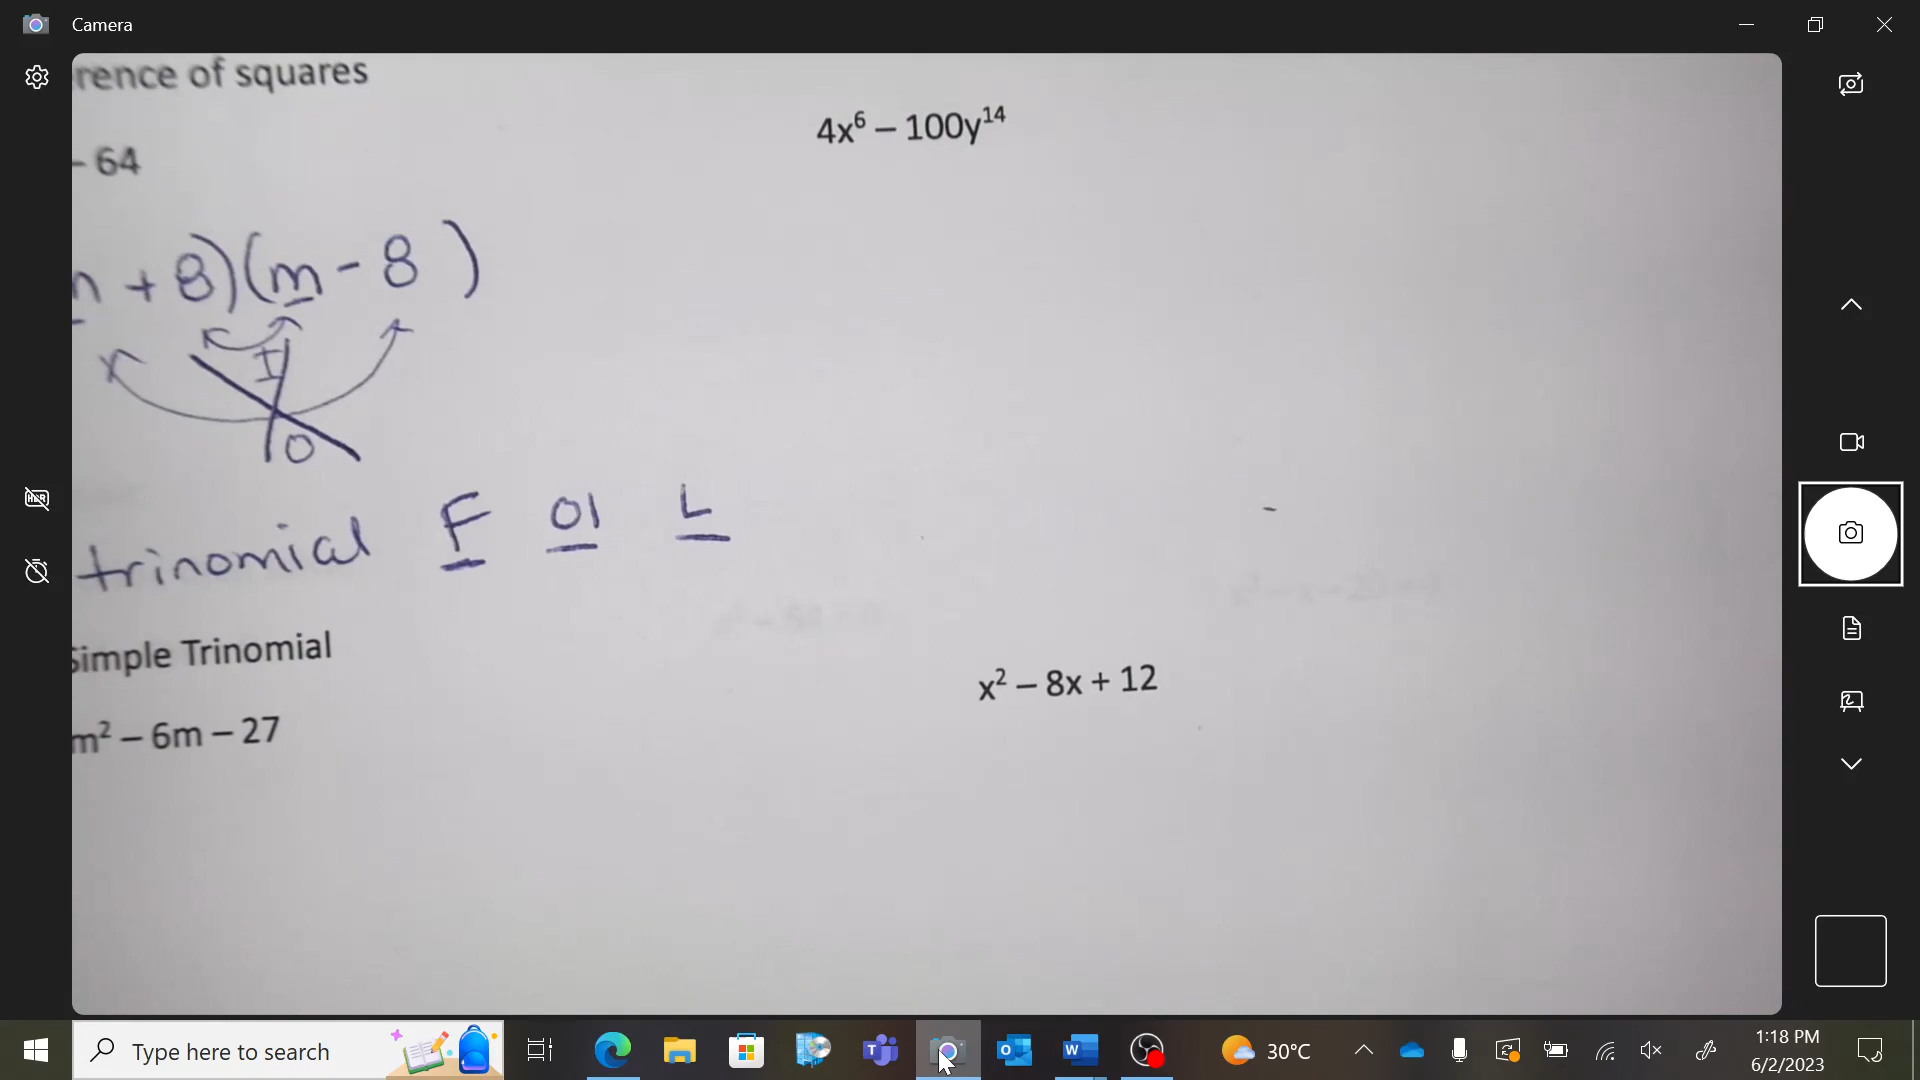 Camera
rence of squares
4x⁶ – 100y¹⁴
– 64
n + 8)(m - 8 )
I
O
trinomial F OI L
Simple Trinomial
x² – 8x + 12
m² – 6m – 27
Type here to search
30°C
1:18 PM
6/2/2023